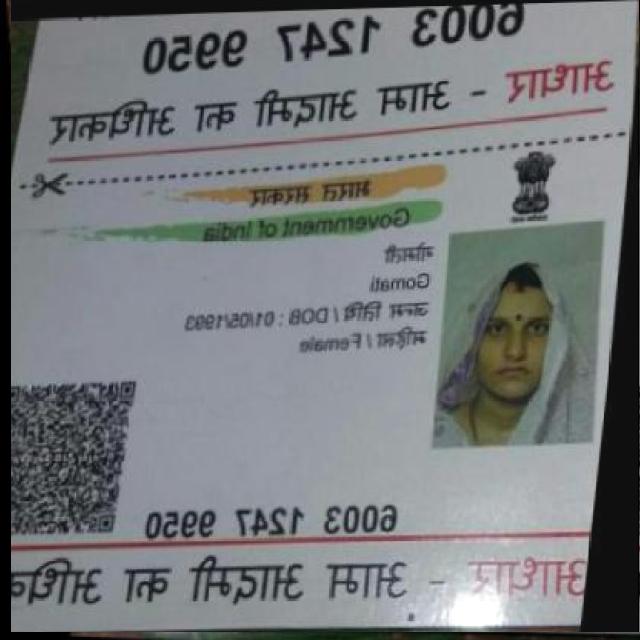 6003 1247 9950
आधार - आम आदमी का अधिकार
भारत सरकार
Government of India
गोमती
Gomati
जन्म तिथि / DOB : 01/05/1993
महिला / Female
6003 1247 9950
आधार - आम आदमी का